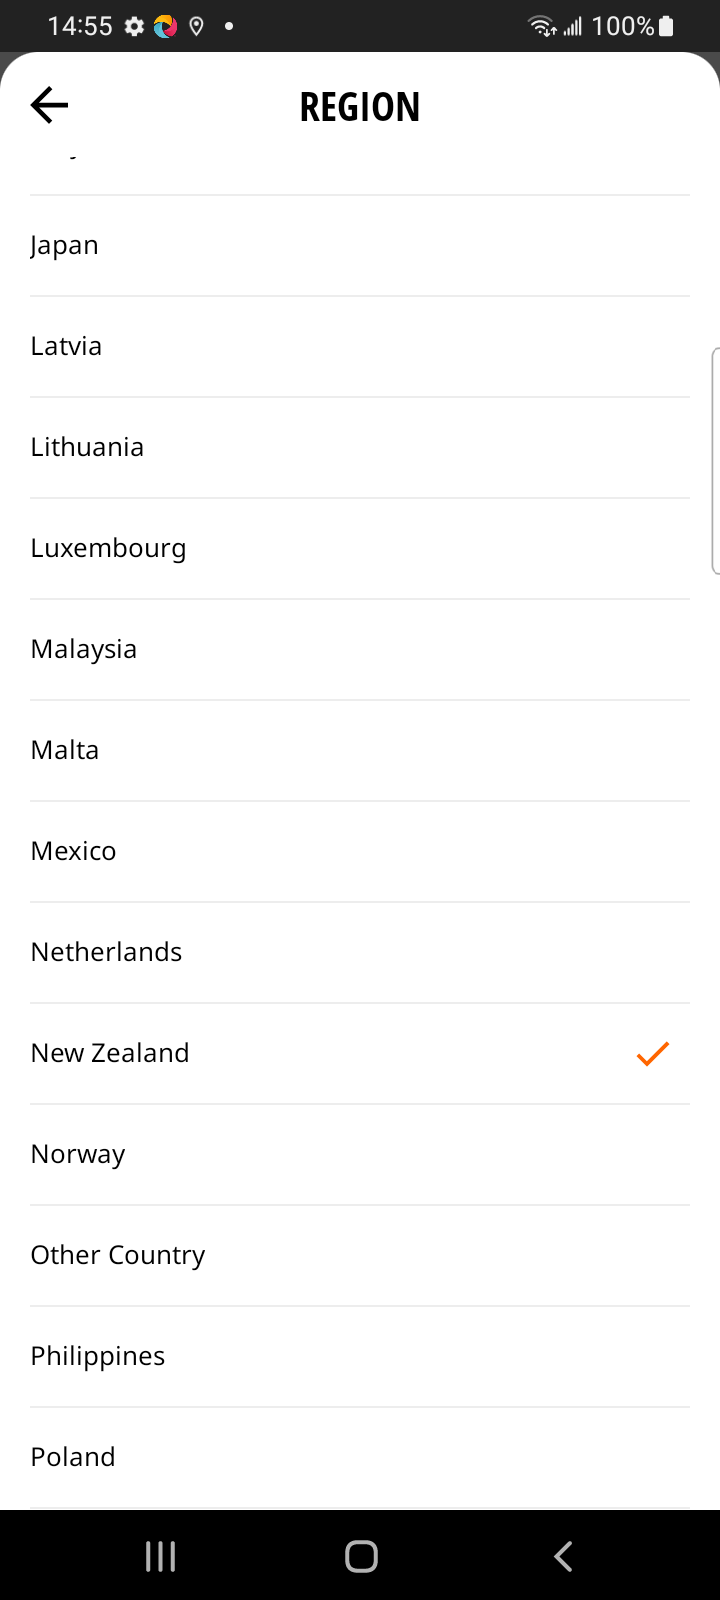 14:55
100%
REGION
Japan
Latvia
Lithuania
Luxembourg
Malaysia
Malta
Mexico
Netherlands
New Zealand
Norway
Other Country
Philippines
Poland